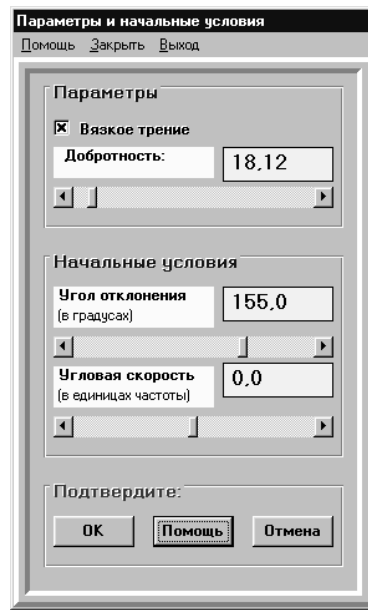 Параметры и начальные условия
Помощь Закрыть Выход
Параметры
Вязкое трение
Добротность: 18,12
Начальные условия
Угол отклонения 155,0
(в градусах)
Угловая скорость 0,0
(в единицах частоты)
Подтвердите:
OK Помощь Отмена